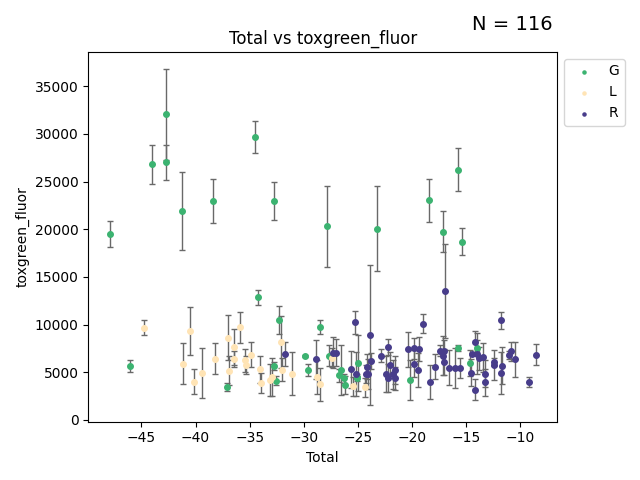 N = 116
Total vs toxgreen_fluor
G
L
R
toxgreen_fluor
35000
30000
25000
20000
15000
10000
5000
0
−45 −40 −35 −30 −25 −20 −15 −10
Total